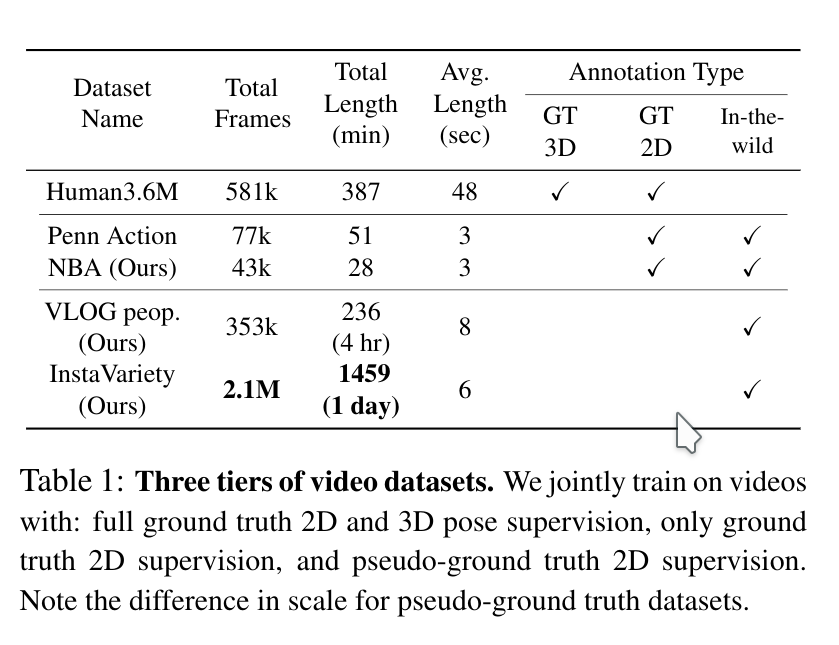 Dataset Name Total Frames Total Length (min) Avg. Length (sec) Annotation Type
GT 3D GT 2D In-the-wild
Human3.6M 581k 387 48 ✓ ✓
Penn Action 77k 51 3 ✓ ✓
NBA (Ours) 43k 28 3 ✓ ✓
VLOG peop. (Ours) 353k 236 (4 hr) 8 ✓
InstaVariety (Ours) 2.1M 1459 (1 day) 6 ✓
Table 1: Three tiers of video datasets. We jointly train on videos
with: full ground truth 2D and 3D pose supervision, only ground
truth 2D supervision, and pseudo-ground truth 2D supervision.
Note the difference in scale for pseudo-ground truth datasets.